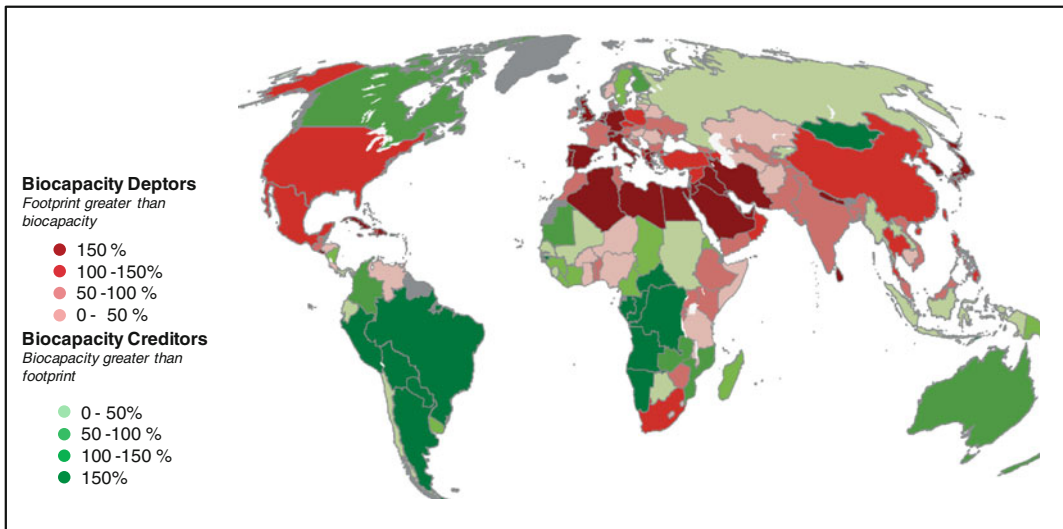 Biocapacity Deptors
Footprint greater than
biocapacity
150 %
100 -150%
50 -100 %
0 - 50 %
Biocapacity Creditors
Biocapacity greater than
footprint
0 - 50%
50 -100 %
100 -150 %
150%